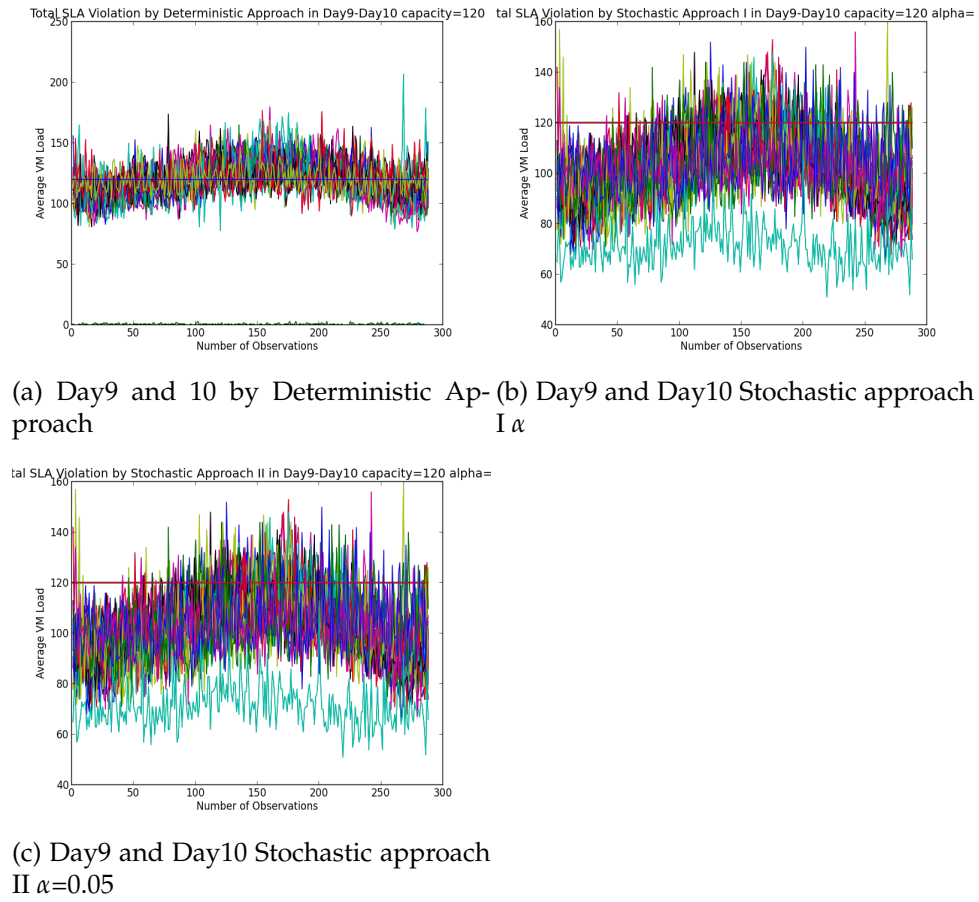 Total SLA Violation by Deterministic Approach in Day9-Day10 capacity=120
250
200
150
100
50
0
Average VM Load
0 50 100 150 200 250 300
Number of Observations
(a) Day9 and 10 by Deterministic Ap-
proach
tal SLA Violation by Stochastic Approach I in Day9-Day10 capacity=120 alpha=
160
140
120
100
80
60
40
Average VM Load
0 50 100 150 200 250 300
Number of Observations
(b) Day9 and Day10 Stochastic approach
I α
tal SLA Violation by Stochastic Approach II in Day9-Day10 capacity=120 alpha=
160
140
120
100
80
60
40
Average VM Load
0 50 100 150 200 250 300
Number of Observations
(c) Day9 and Day10 Stochastic approach
II α=0.05